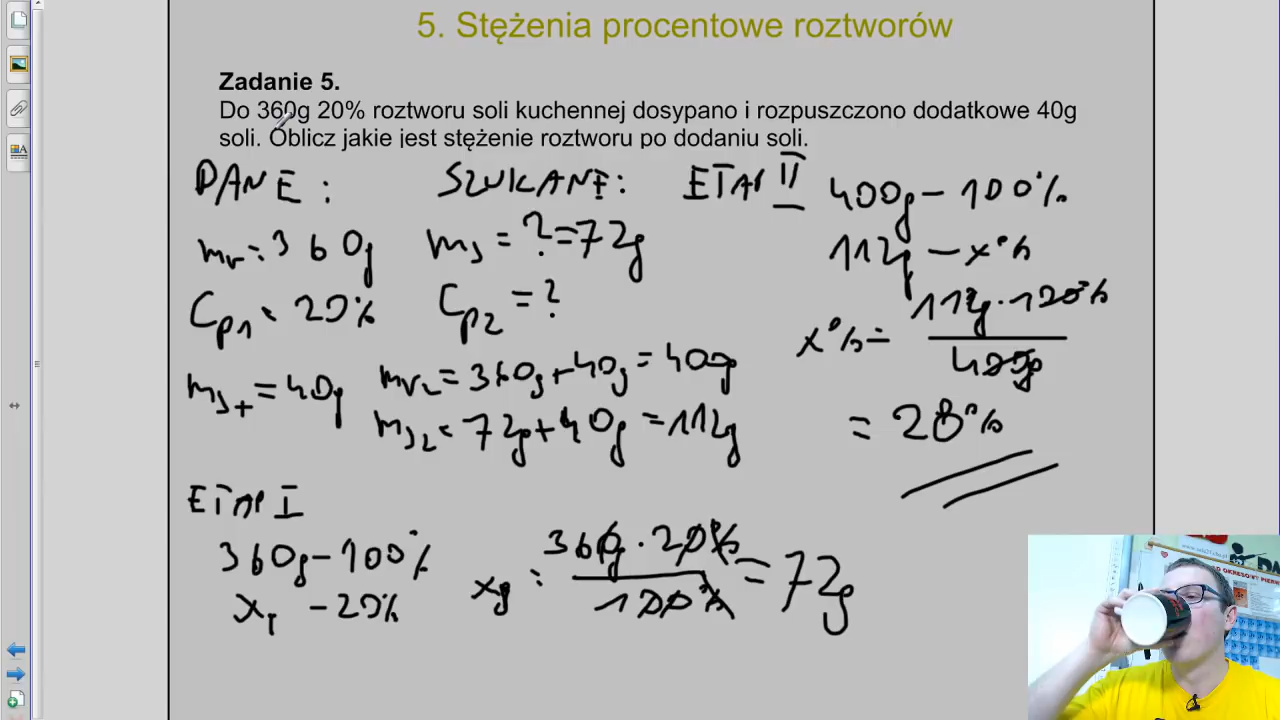 5. Stężenia procentowe roztworów
Zadanie 5.
Do 360g 20% roztworu soli kuchennej dosypano i rozpuszczono dodatkowe 40g
soli. Oblicz jakie jest stężenie roztworu po dodaniu soli.
DANE:
mr = 360g
Cp1 = 20%
ms+ = 40g
SZUKANE:
ms = ? = 72g
Cp2 = ?
mr2 = 360g + 40g = 400g
ms2 = 72g + 40g = 112g
ETAP I
360g - 100%
xg - 20%
xg = 360g · 20% / 100% = 72g
ETAP II
400g - 100%
112g - x%
x% = 112g · 100% / 400g
= 28%